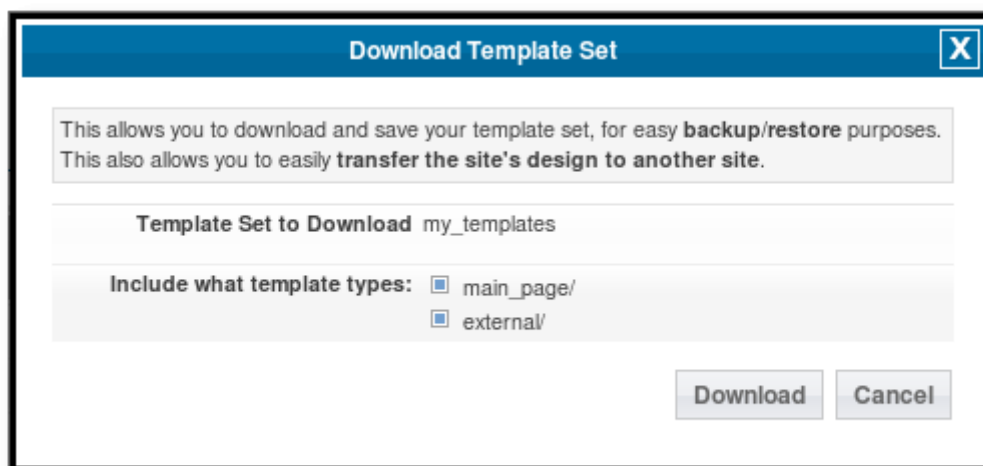 Download Template Set X
This allows you to download and save your template set, for easy backup/restore purposes.
This also allows you to easily transfer the site's design to another site.
Template Set to Download my_templates
Include what template types: main_page/
external/
Download Cancel